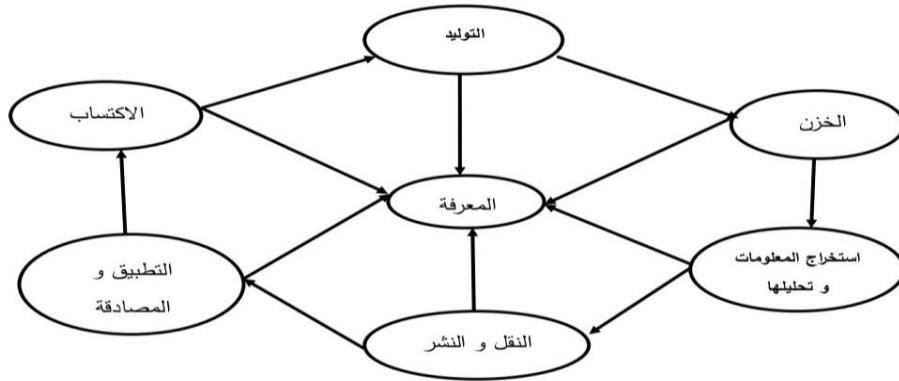 التوليد
الاكتساب
الخزن
المعرفة
استخراج المعلومات
و تحليلها
التطبيق و
المصادقة
النقل و النشر